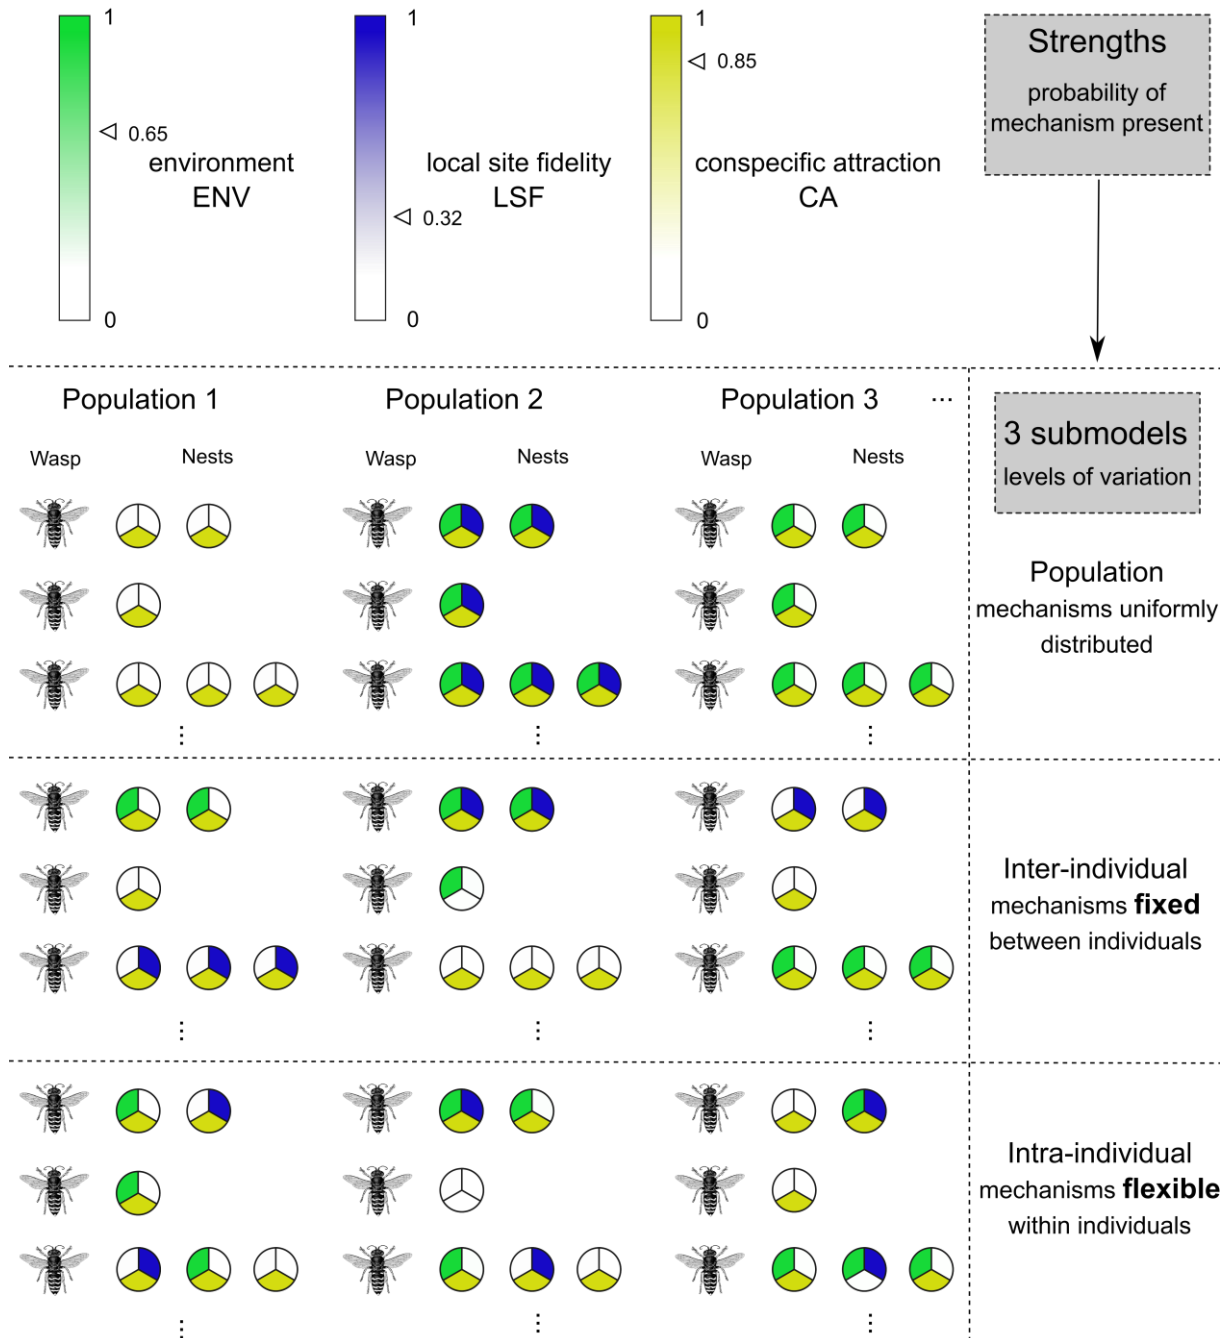 1
0.65
0
environment
ENV
1
0.32
0
local site fidelity
LSF
1
0.85
0
conspecific attraction
CA
Strengths
probability of
mechanism present
Population 1
Population 2
Population 3
...
Wasp Nests
Wasp Nests
Wasp Nests
3 submodels
levels of variation
Population
mechanisms uniformly
distributed
Inter-individual
mechanisms fixed
between individuals
Intra-individual
mechanisms flexible
within individuals